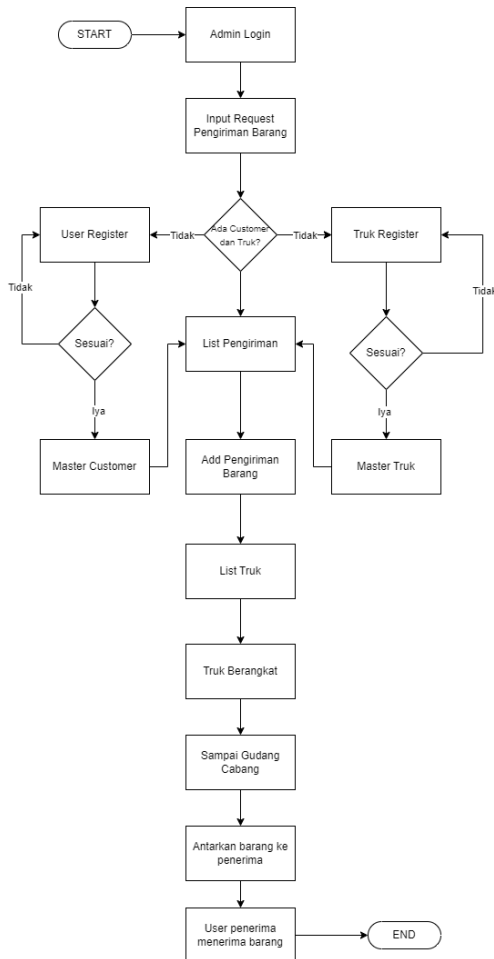 START
Admin Login
Input Request
Pengiriman Barang
Ada Customer
dan Truk?
Tidak
Tidak
User Register
Truk Register
Tidak
Tidak
Sesuai?
List Pengiriman
Sesuai?
Iya
Iya
Master Customer
Add Pengiriman
Barang
Master Truk
List Truk
Truk Berangkat
Sampai Gudang
Cabang
Antarkan barang ke
penerima
User penerima
menerima barang
END